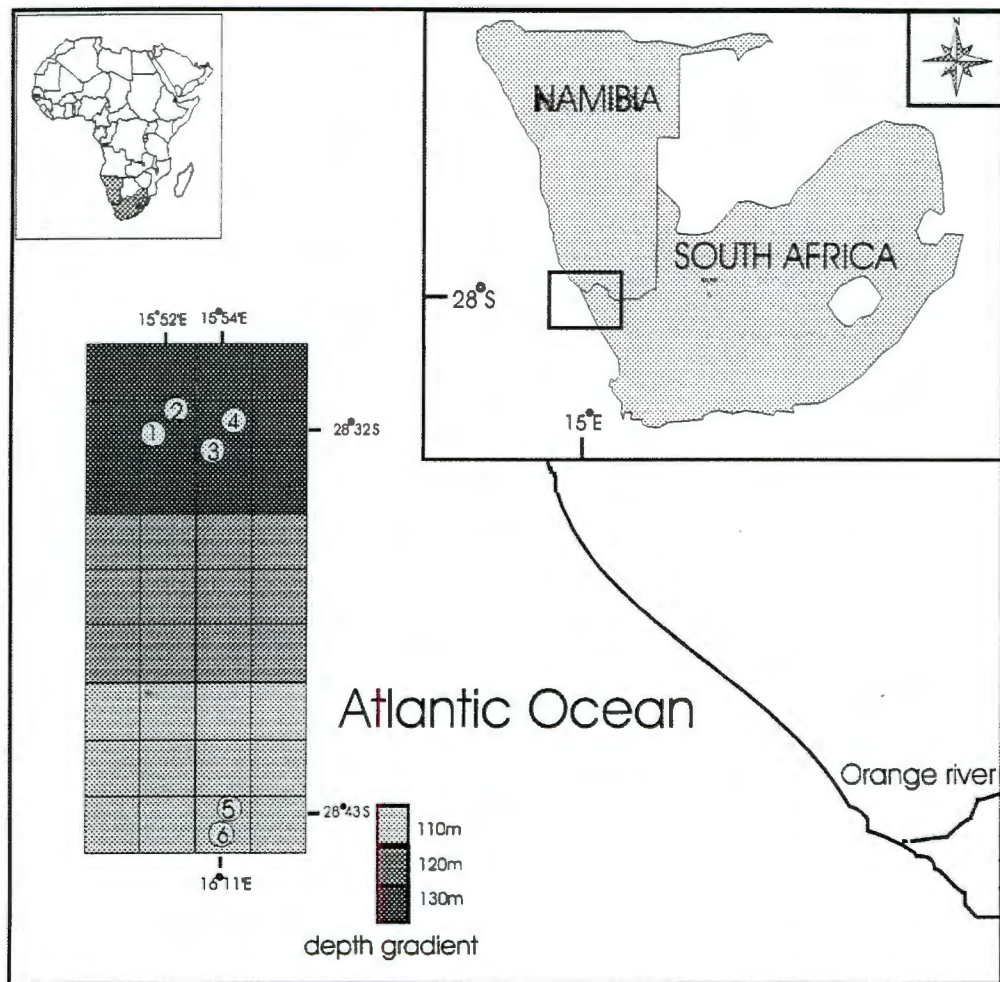 N
NAMIBIA
SOUTH AFRICA
28°S
15°E
15°52'E 15°54'E
2
4
1
3
28°32S
Atlantic Ocean
Orange river
5
28°43S
6
110m
120m
130m
16°11'E
depth gradient